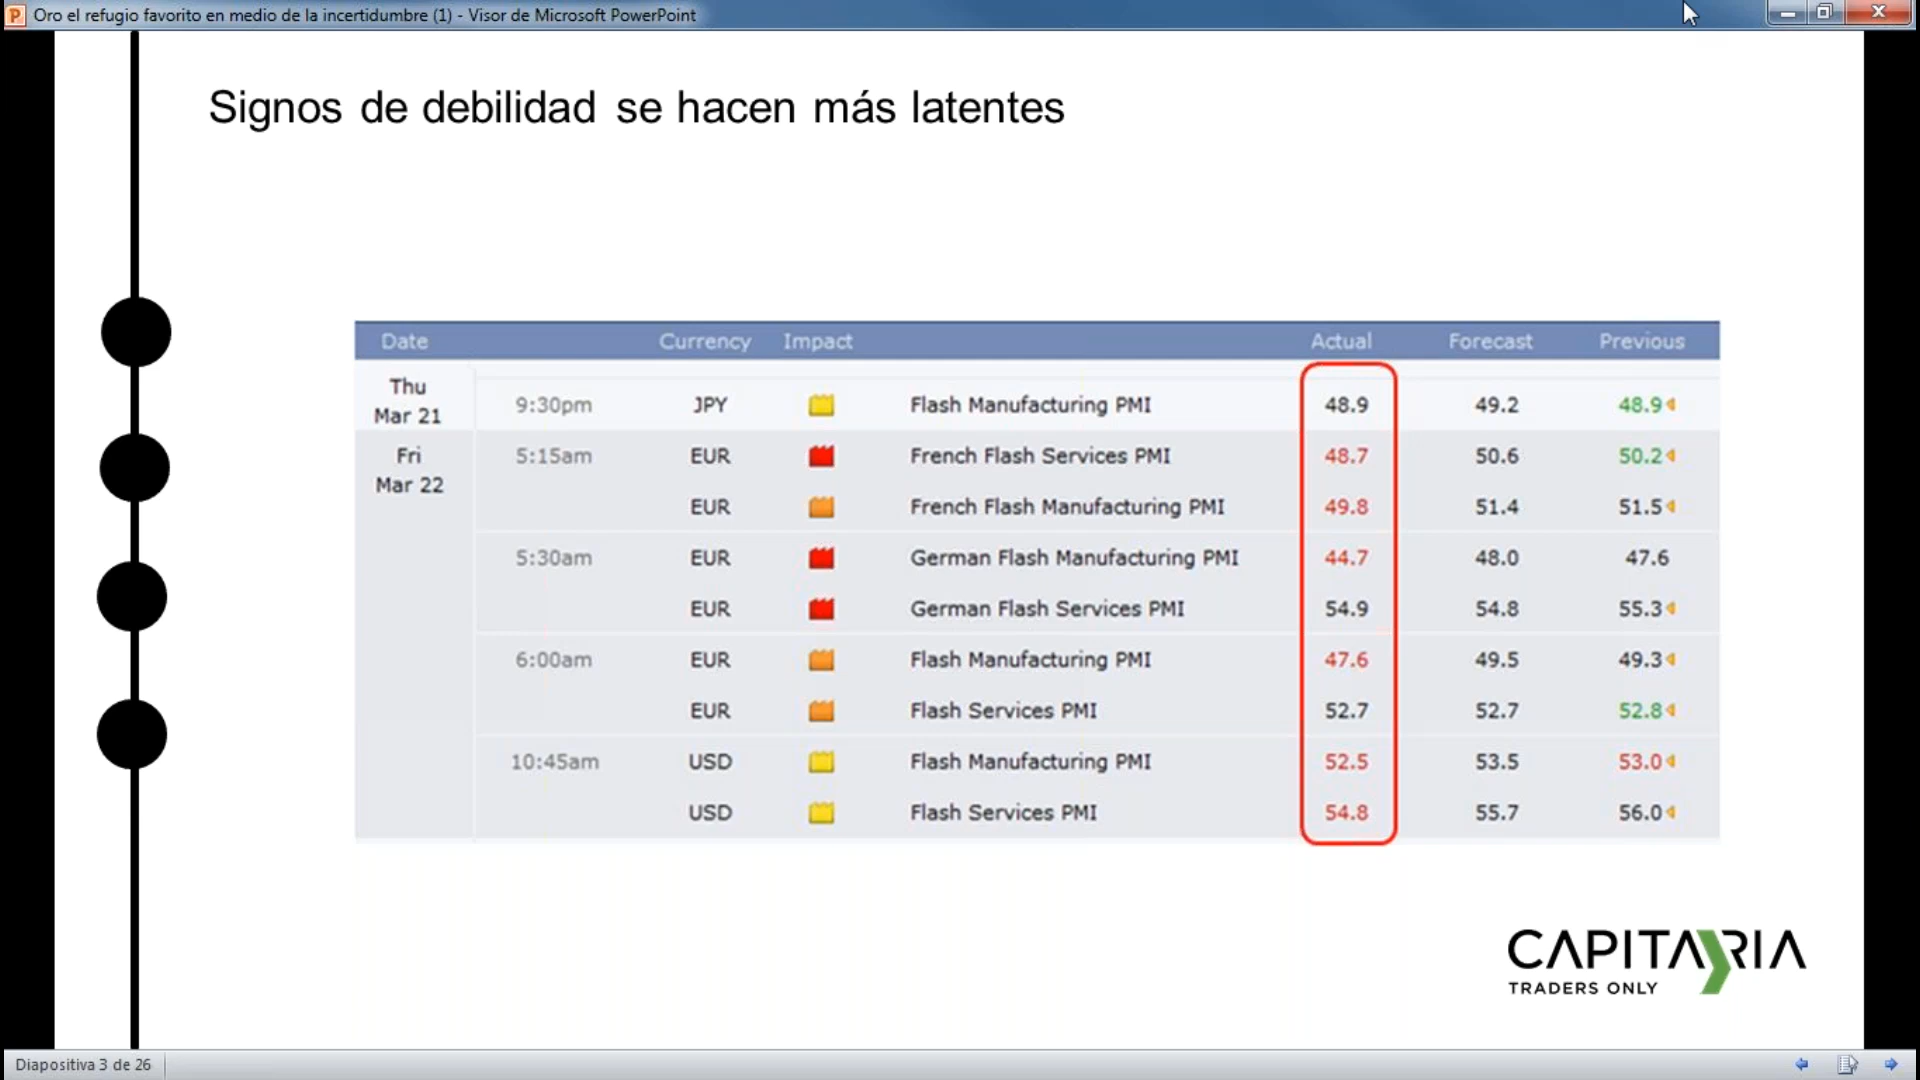 Oro el refugio favorito en medio de la incertidumbre (1) - Visor de Microsoft PowerPoint
Signos de debilidad se hacen más latentes
Date Currency Impact Actual Forecast Previous
Thu Mar 21 9:30pm JPY Flash Manufacturing PMI 48.9 49.2 48.9
Fri Mar 22 5:15am EUR French Flash Services PMI 48.7 50.6 50.2
EUR French Flash Manufacturing PMI 49.8 51.4 51.5
5:30am EUR German Flash Manufacturing PMI 44.7 48.0 47.6
EUR German Flash Services PMI 54.9 54.8 55.3
6:00am EUR Flash Manufacturing PMI 47.6 49.5 49.3
EUR Flash Services PMI 52.7 52.7 52.8
10:45am USD Flash Manufacturing PMI 52.5 53.5 53.0
USD Flash Services PMI 54.8 55.7 56.0
CAPITARIA
TRADERS ONLY
Diapositiva 3 de 26